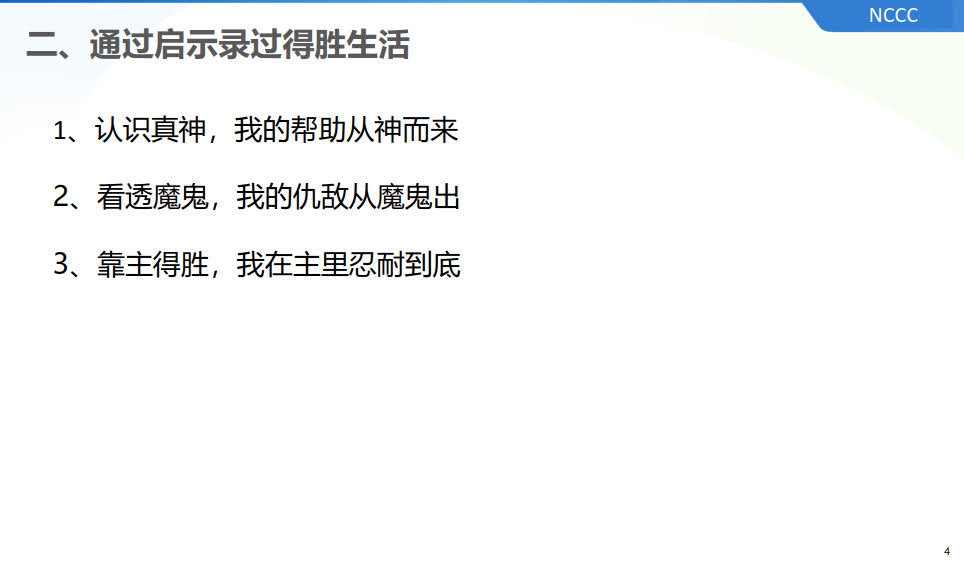 NCCC
二、通过启示录过得胜生活
1、认识真神，我的帮助从神而来
2、看透魔鬼，我的仇敌从魔鬼出
3、靠主得胜，我在主里忍耐到底
4